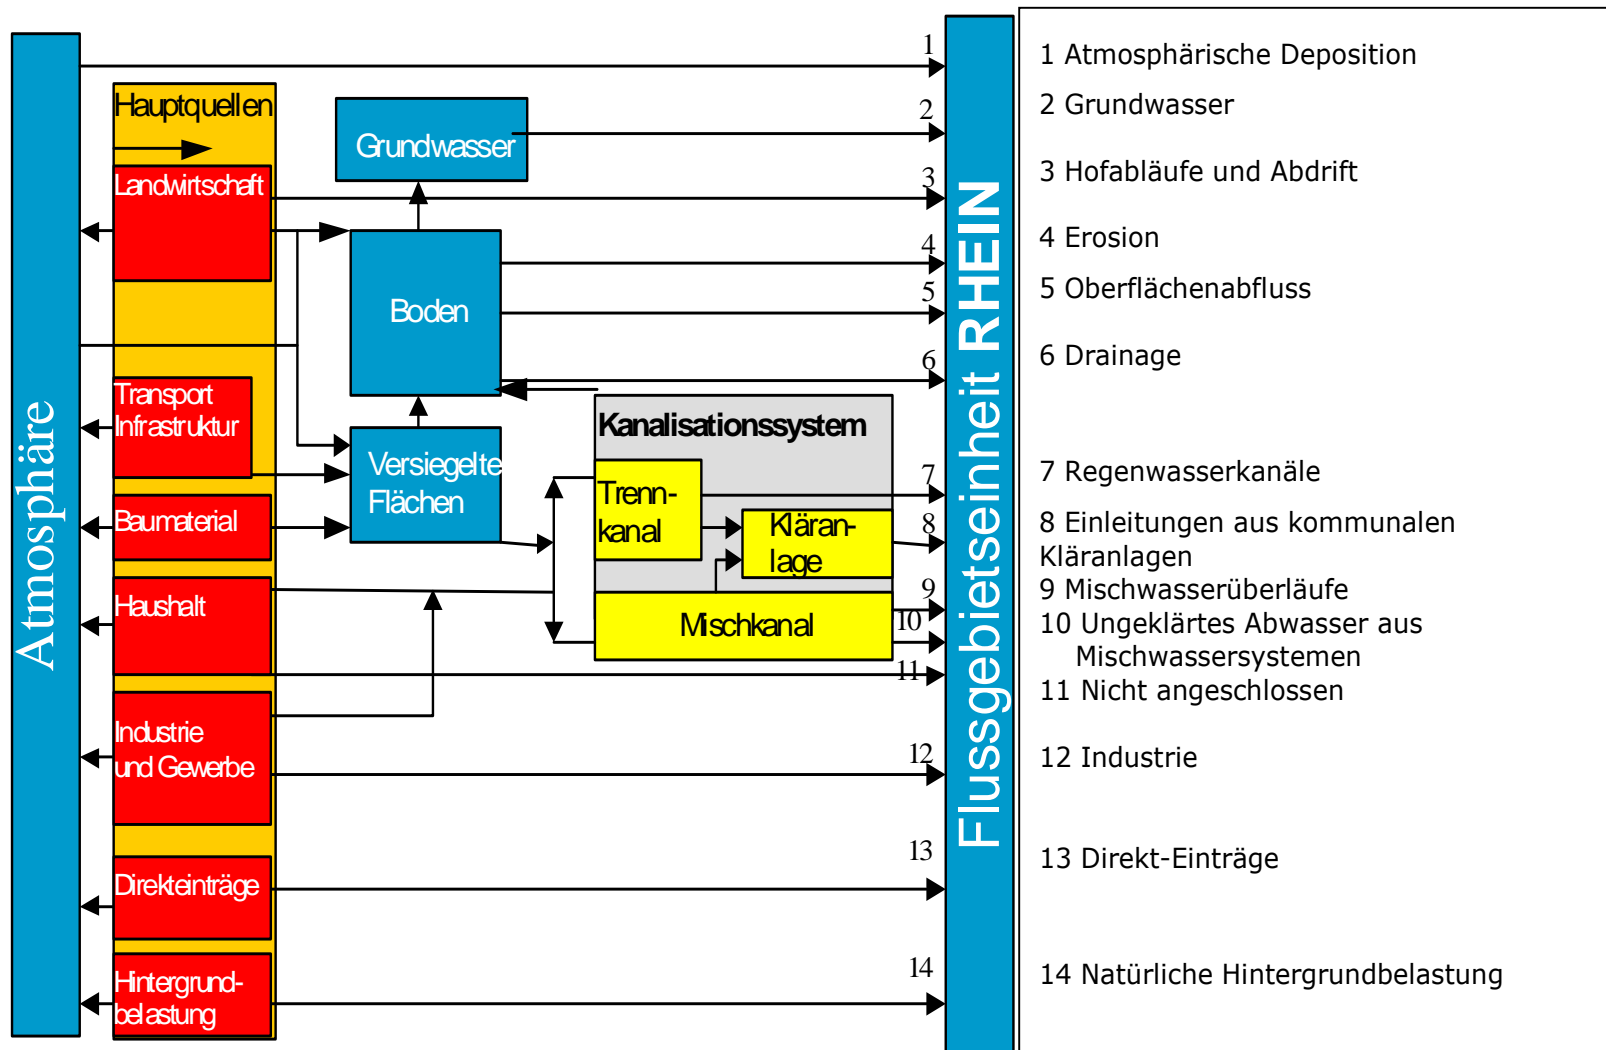 Atmosphäre
Hauptquellen
Landwirtschaft
Transport
Infrastruktur
Baumaterial
Haushalt
Industrie
und Gewerbe
Direkteinträge
Hintergrund-
belastung
Grundwasser
Boden
Versiegelte
Flächen
Kanalisationssystem
Trenn-
kanal
Kläran-
lage
Mischkanal
1
2
3
4
5
6
7
8
9
10
11
12
13
14
Flussgebietseinheit RHEIN
1 Atmosphärische Deposition
2 Grundwasser
3 Hofabläufe und Abdrift
4 Erosion
5 Oberflächenabfluss
6 Drainage
7 Regenwasserkanäle
8 Einleitungen aus kommunalen
Kläranlagen
9 Mischwasserüberläufe
10 Ungeklärtes Abwasser aus
Mischwassersystemen
11 Nicht angeschlossen
12 Industrie
13 Direkt-Einträge
14 Natürliche Hintergrundbelastung